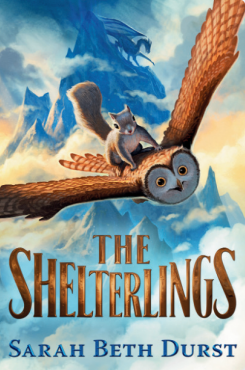 THE
SHELTERLINGS
SARAH BETH DURST